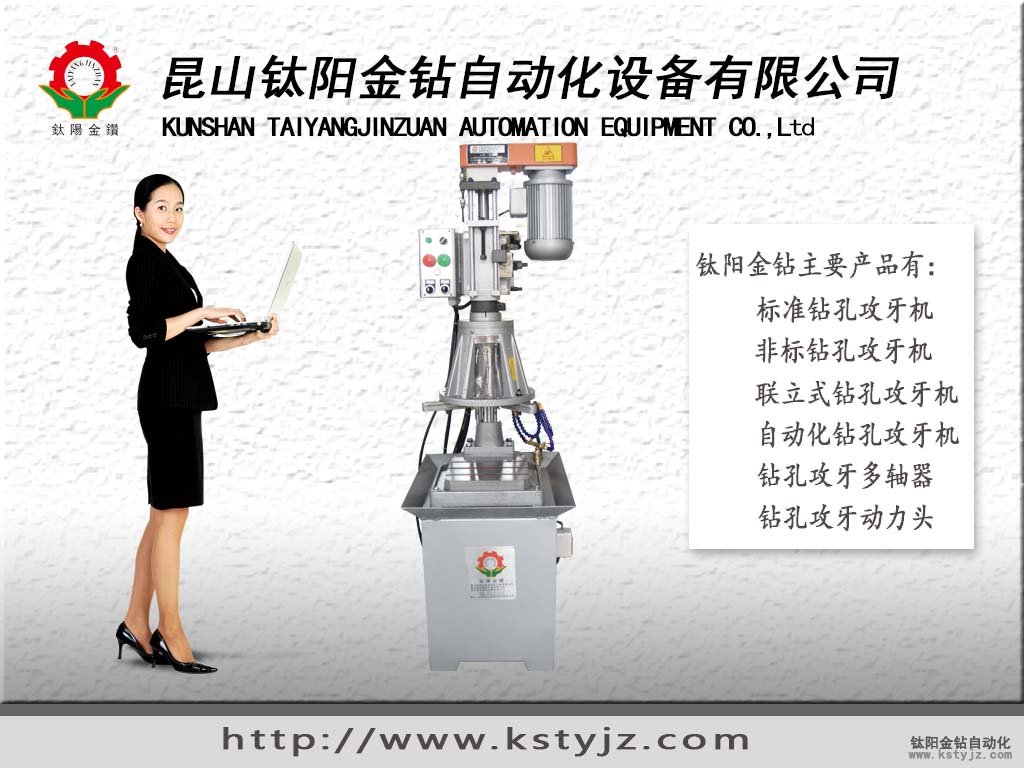 昆山钛阳金钻自动化设备有限公司
KUNSHAN TAIYANGJINZUAN AUTOMATION EQUIPMENT CO.,Ltd
鈦陽金鑽
钛阳金钻主要产品有：
标准钻孔攻牙机
非标钻孔攻牙机
联立式钻孔攻牙机
自动化钻孔攻牙机
钻孔攻牙多轴器
钻孔攻牙动力头
http://www.kstyjz.com
钛阳金钻自动化
www.kstyjz.com